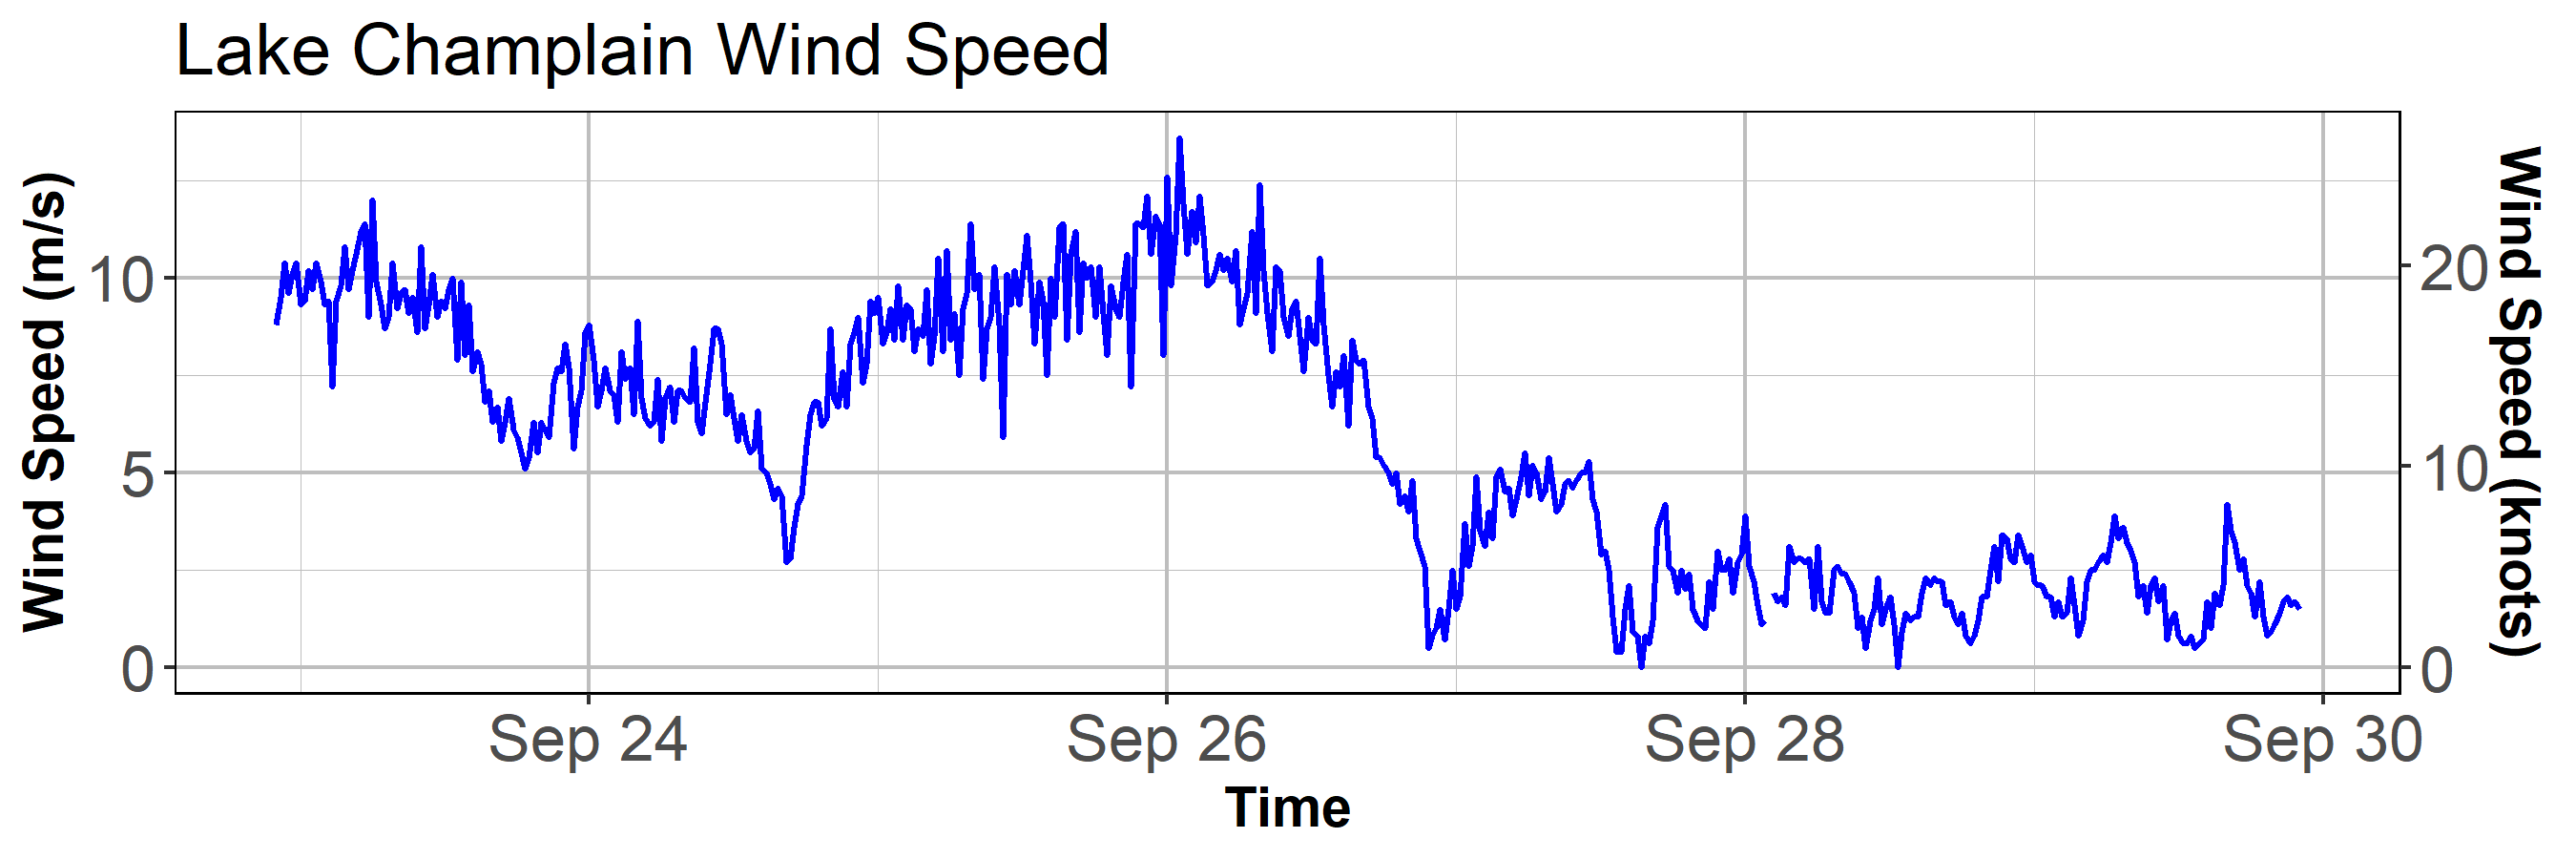 Lake Champlain Wind Speed
Wind Speed (m/s)
10
5
0
20
10
0
Wind Speed (knots)
Sep 24
Sep 26
Sep 28
Sep 30
Time